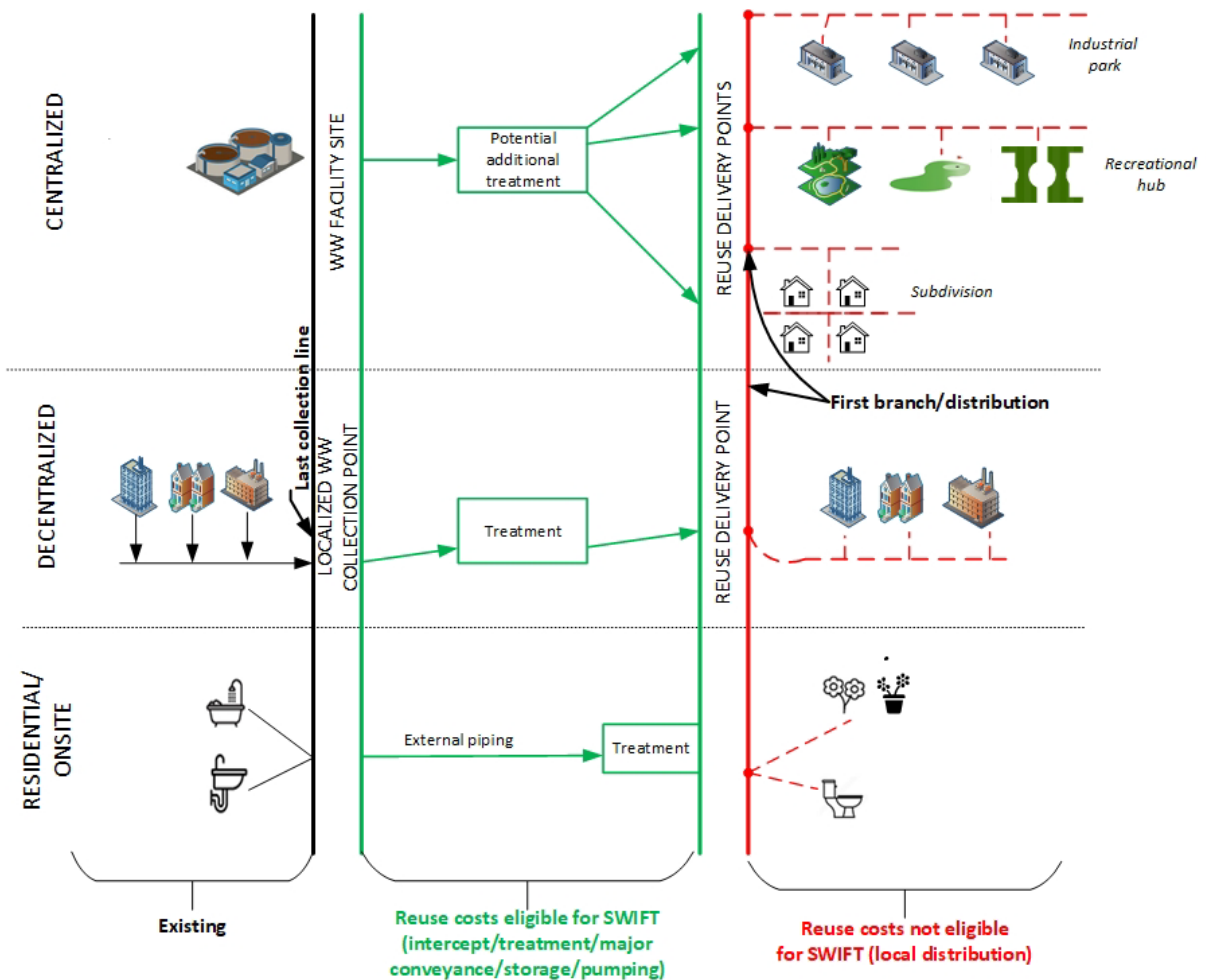 CENTRALIZED
WW FACILITY SITE
Potential
additional
treatment
REUSE DELIVERY POINTS
Industrial
park
Recreational
hub
Subdivision
First branch/distribution
DECENTRALIZED
Last collection line
LOCALIZED WW
COLLECTION POINT
Treatment
REUSE DELIVERY POINT
RESIDENTIAL/
ONSITE
External piping
Treatment
Existing
Reuse costs eligible for SWIFT
(intercept/treatment/major
conveyance/storage/pumping)
Reuse costs not eligible
for SWIFT (local distribution)